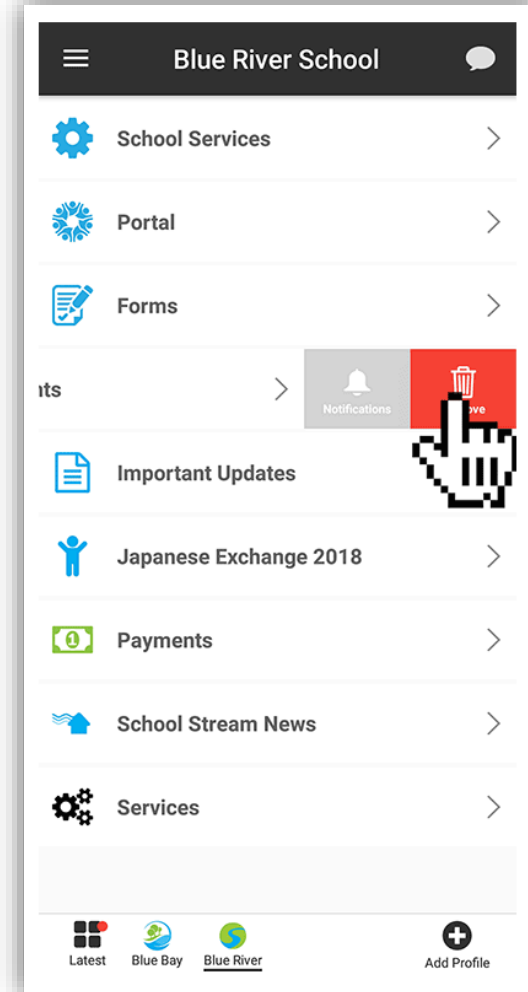 Blue River School
School Services
Portal
Forms
Notifications
Important Updates
Japanese Exchange 2018
Payments
School Stream News
Services
Latest
Blue Bay
Blue River
Add Profile